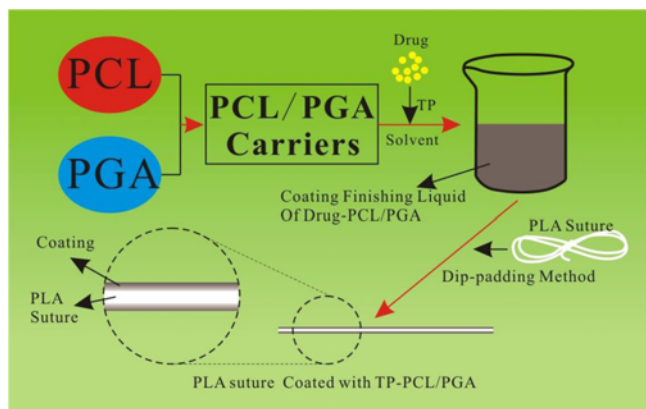 PCL
PGA
PCL/PGA
Carriers
Drug
TP
Solvent
Coating Finishing Liquid
Of Drug-PCL/PGA
PLA Suture
Dip-padding Method
Coating
PLA
Suture
PLA suture Coated with TP-PCL/PGA